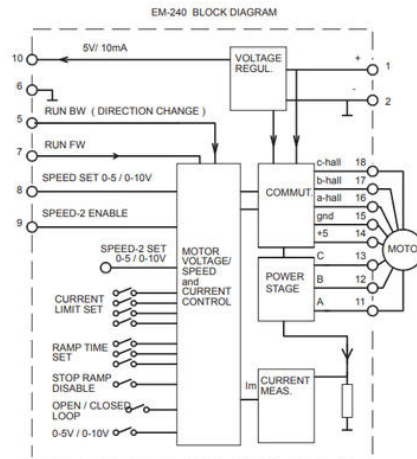 EM-240 BLOCK DIAGRAM
5V/ 10mA
10
6
5
RUN BW ( DIRECTION CHANGE )
7
RUN FW
8
SPEED SET 0-5 / 0-10V
9
SPEED-2 ENABLE
SPEED-2 SET
0-5 / 0-10V
CURRENT
LIMIT SET
RAMP TIME
SET
STOP RAMP
DISABLE
OPEN / CLOSED
LOOP
0-5V / 0-10V
MOTOR
VOLTAGE/
SPEED
and
CURRENT
CONTROL
VOLTAGE
REGUL.
+
1
-
2
COMMUT.
c-hall 18
b-hall 17
a-hall 16
gnd 15
+5 14
C 13
B 12
A 11
MOTO
POWER
STAGE
Im
CURRENT
MEAS.